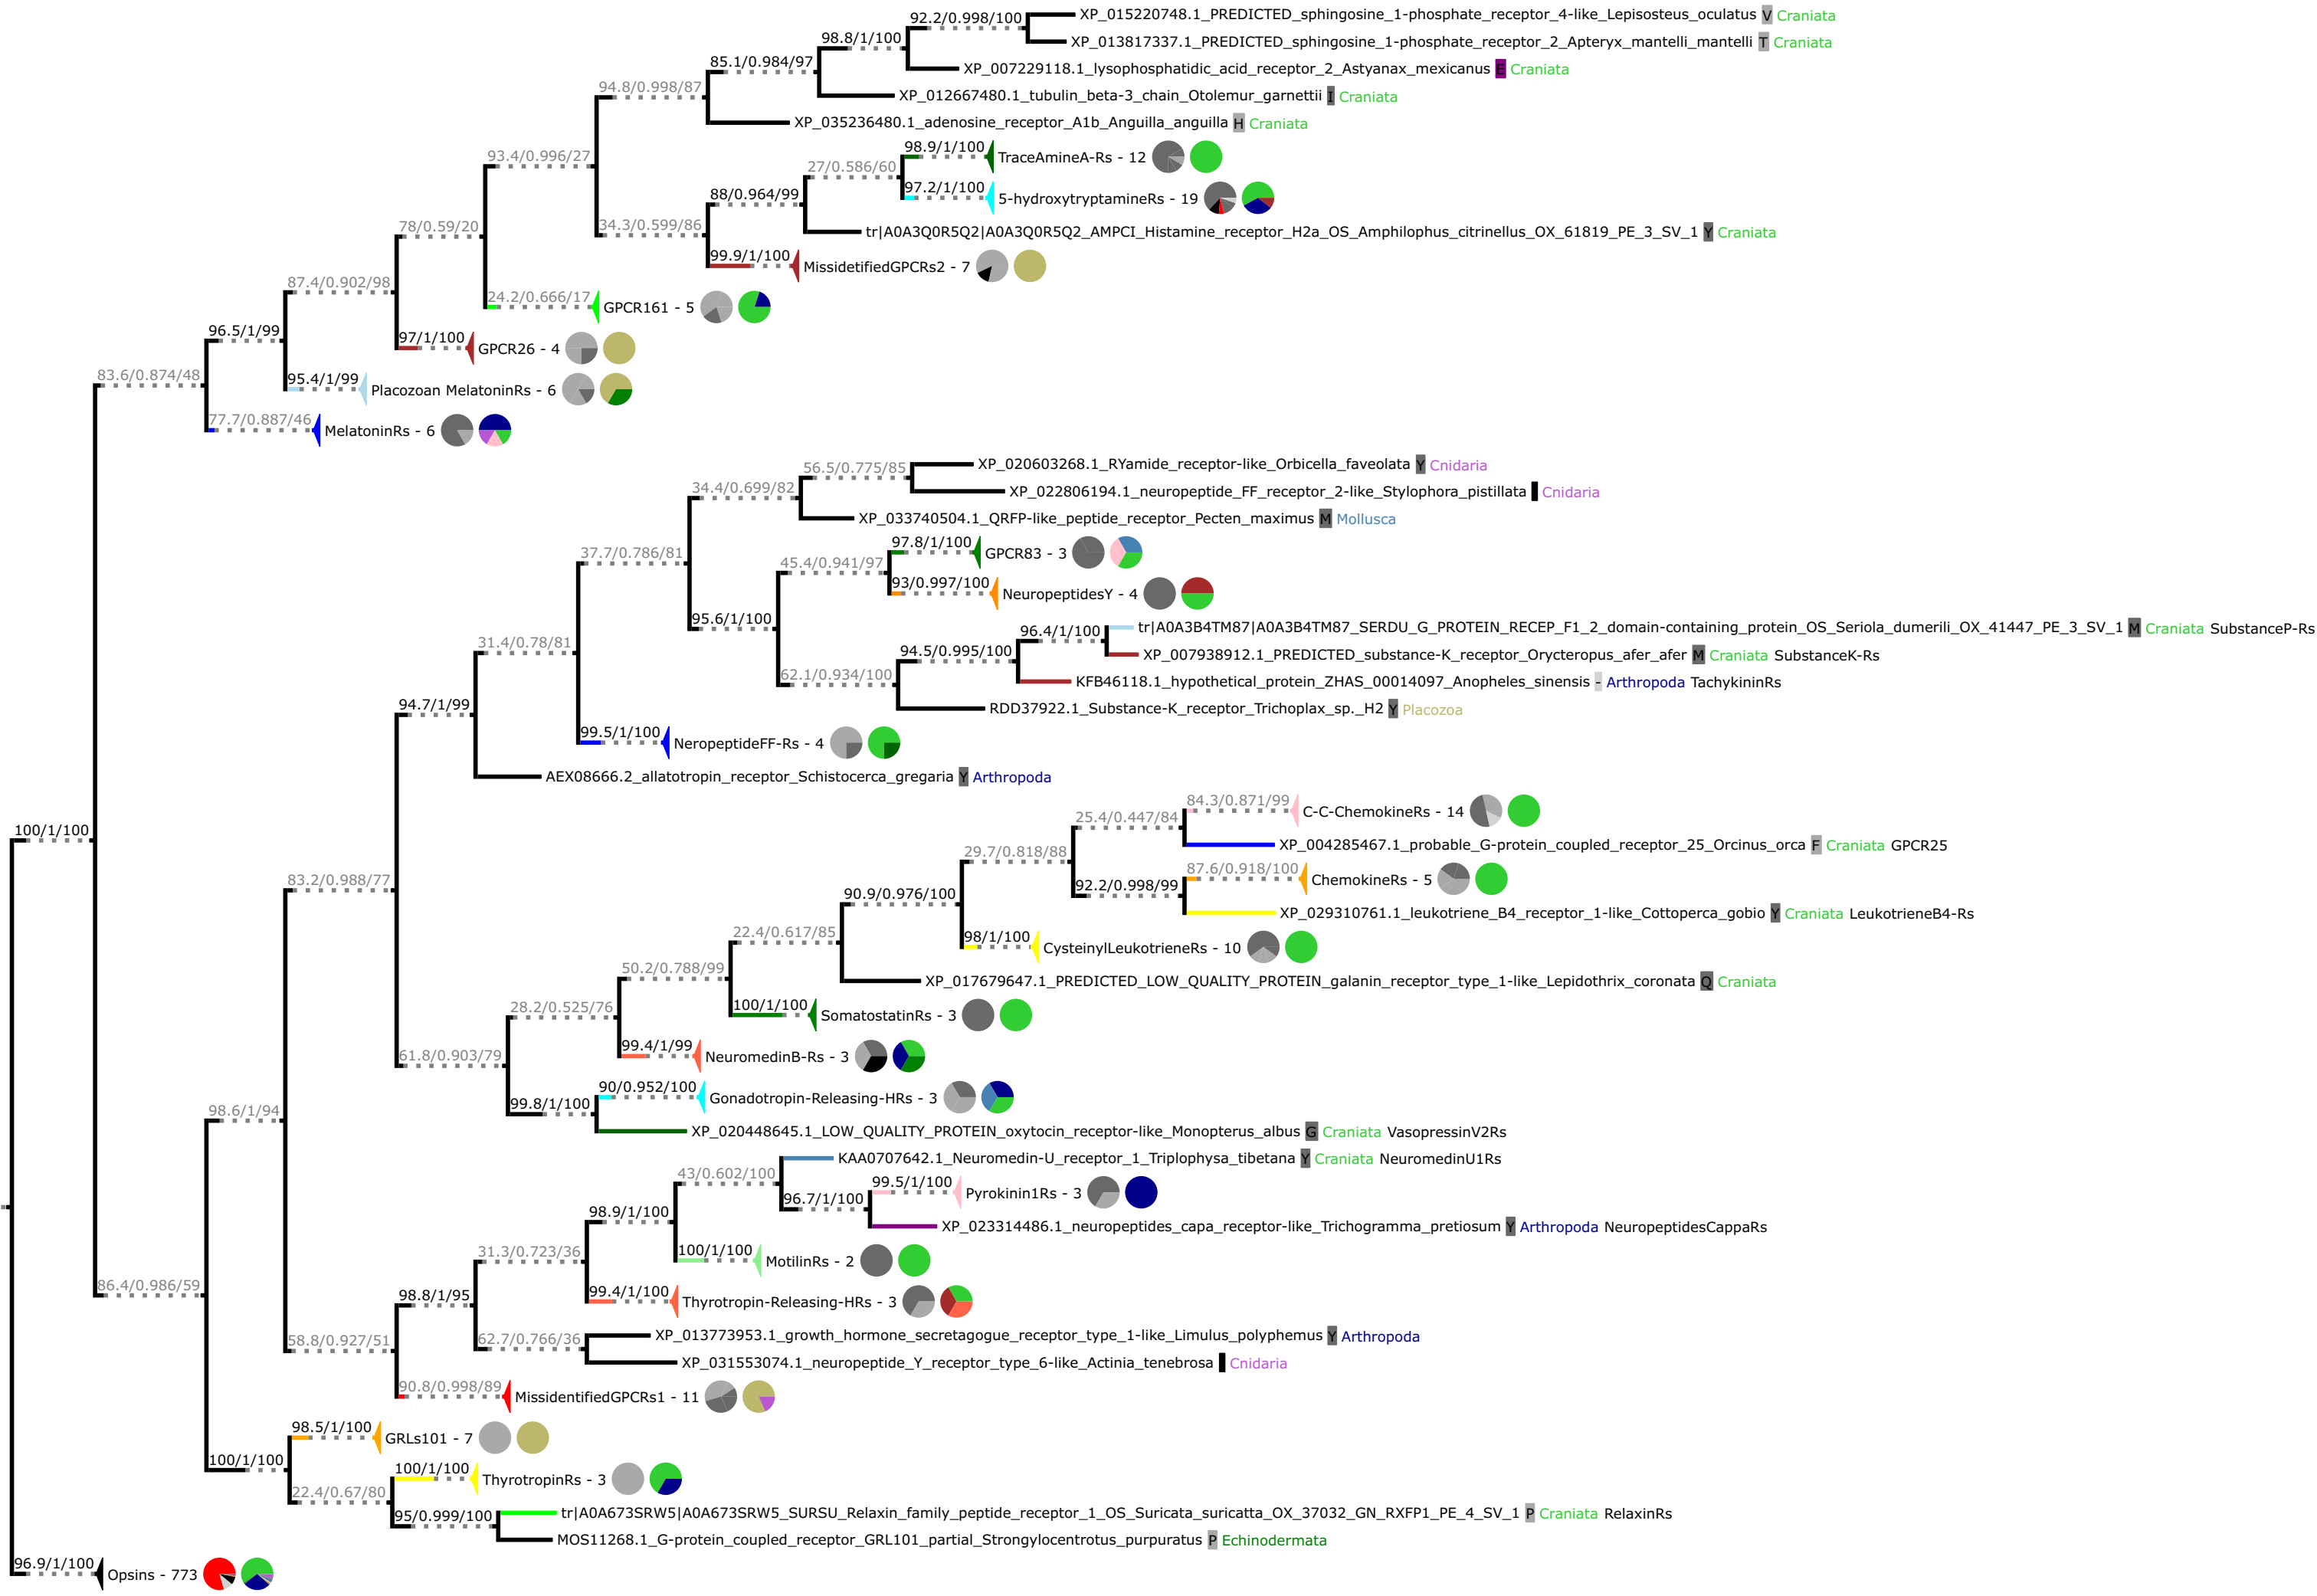 92.2/0.998/100
XP_015220748.1_PREDICTED_sphingosine_1-phosphate_receptor_4-like_Lepisosteus_oculatus V Craniata
98.8/1/100
XP_013817337.1_PREDICTED_sphingosine_1-phosphate_receptor_2_Apteryx_mantelli_mantelli T Craniata
85.1/0.984/97
XP_007229118.1_lysophosphatidic_acid_receptor_2_Astyanax_mexicanus E Craniata
94.8/0.998/87
XP_012667480.1_tubulin_beta-3_chain_Otolemur_garnettii I Craniata
XP_035236480.1_adenosine_receptor_A1b_Anguilla_anguilla H Craniata
93.4/0.996/27
98.9/1/100 TraceAmineA-Rs - 12
27/0.586/60
97.2/1/100 5-hydroxytryptamineRs - 19
88/0.964/99
34.3/0.599/86
tr|A0A3Q0R5Q2|A0A3Q0R5Q2_AMPCI_Histamine_receptor_H2a_OS_Amphilophus_citrinellus_OX_61819_PE_3_SV_1 Y Craniata
78/0.59/20
99.9/1/100 MissidetifiedGPCRs2 - 7
87.4/0.902/98
24.2/0.666/17 GPCR161 - 5
96.5/1/99
97/1/100 GPCR26 - 4
83.6/0.874/48
95.4/1/99 Placozoan MelatoninRs - 6
77.7/0.887/46 MelatoninRs - 6
56.5/0.775/85
XP_020603268.1_RYamide_receptor-like_Orbicella_faveolata Y Cnidaria
34.4/0.699/82
XP_022806194.1_neuropeptide_FF_receptor_2-like_Stylophora_pistillata Cnidaria
XP_033740504.1_QRFP-like_peptide_receptor_Pecten_maximus M Mollusca
37.7/0.786/81
97.8/1/100 GPCR83 - 3
45.4/0.941/97
93/0.997/100 NeuropeptidesY - 4
95.6/1/100
96.4/1/100
tr|A0A3B4TM87|A0A3B4TM87_SERDU_G_PROTEIN_RECEP_F1_2_domain-containing_protein_OS_Seriola_dumerili_OX_41447_PE_3_SV_1 M Craniata SubstanceP-Rs
31.4/0.78/81
94.5/0.995/100
XP_007938912.1_PREDICTED_substance-K_receptor_Orycteropus_afer_afer M Craniata SubstanceK-Rs
62.1/0.934/100
KFB46118.1_hypothetical_protein_ZHAS_00014097_Anopheles_sinensis - Arthropoda TachykininRs
94.7/1/99
RDD37922.1_Substance-K_receptor_Trichoplax_sp._H2 Y Placozoa
99.5/1/100 NeropeptideFF-Rs - 4
AEX08666.2_allatotropin_receptor_Schistocerca_gregaria Y Arthropoda
84.3/0.871/99 C-C-ChemokineRs - 14
100/1/100
25.4/0.447/84
XP_004285467.1_probable_G-protein_coupled_receptor_25_Orcinus_orca F Craniata GPCR25
29.7/0.818/88
87.6/0.918/100 ChemokineRs - 5
83.2/0.988/77
90.9/0.976/100
92.2/0.998/99
XP_029310761.1_leukotriene_B4_receptor_1-like_Cottoperca_gobio Y Craniata LeukotrieneB4-Rs
22.4/0.617/85
98/1/100 CysteinylLeukotrieneRs - 10
50.2/0.788/99
XP_017679647.1_PREDICTED_LOW_QUALITY_PROTEIN_galanin_receptor_type_1-like_Lepidothrix_coronata Q Craniata
28.2/0.525/76
100/1/100 SomatostatinRs - 3
61.8/0.903/79
99.4/1/99 NeuromedinB-Rs - 3
90/0.952/100 Gonadotropin-Releasing-HRs - 3
99.8/1/100
98.6/1/94
XP_020448645.1_LOW_QUALITY_PROTEIN_oxytocin_receptor-like_Monopterus_albus G Craniata VasopressinV2Rs
43/0.602/100
KAA0707642.1_Neuromedin-U_receptor_1_Triplophysa_tibetana Y Craniata NeuromedinU1Rs
99.5/1/100 Pyrokinin1Rs - 3
98.9/1/100
96.7/1/100
XP_023314486.1_neuropeptides_capa_receptor-like_Trichogramma_pretiosum Y Arthropoda NeuropeptidesCappaRs
31.3/0.723/36
100/1/100 MotilinRs - 2
86.4/0.986/59
98.8/1/95
99.4/1/100 Thyrotropin-Releasing-HRs - 3
58.8/0.927/51
62.7/0.766/36
XP_013773953.1_growth_hormone_secretagogue_receptor_type_1-like_Limulus_polyphemus Y Arthropoda
XP_031553074.1_neuropeptide_Y_receptor_type_6-like_Actinia_tenebrosa Cnidaria
90.8/0.998/89 MissidentifiedGPCRs1 - 11
98.5/1/100 GRLs101 - 7
100/1/100
100/1/100 ThyrotropinRs - 3
22.4/0.67/80
95/0.999/100
tr|A0A673SRW5|A0A673SRW5_SURSU_Relaxin_family_peptide_receptor_1_OS_Suricata_suricatta_OX_37032_GN_RXFP1_PE_4_SV_1 P Craniata RelaxinRs
MOS11268.1_G-protein_coupled_receptor_GRL101_partial_Strongylocentrotus_purpuratus P Echinodermata
96.9/1/100 Opsins - 773